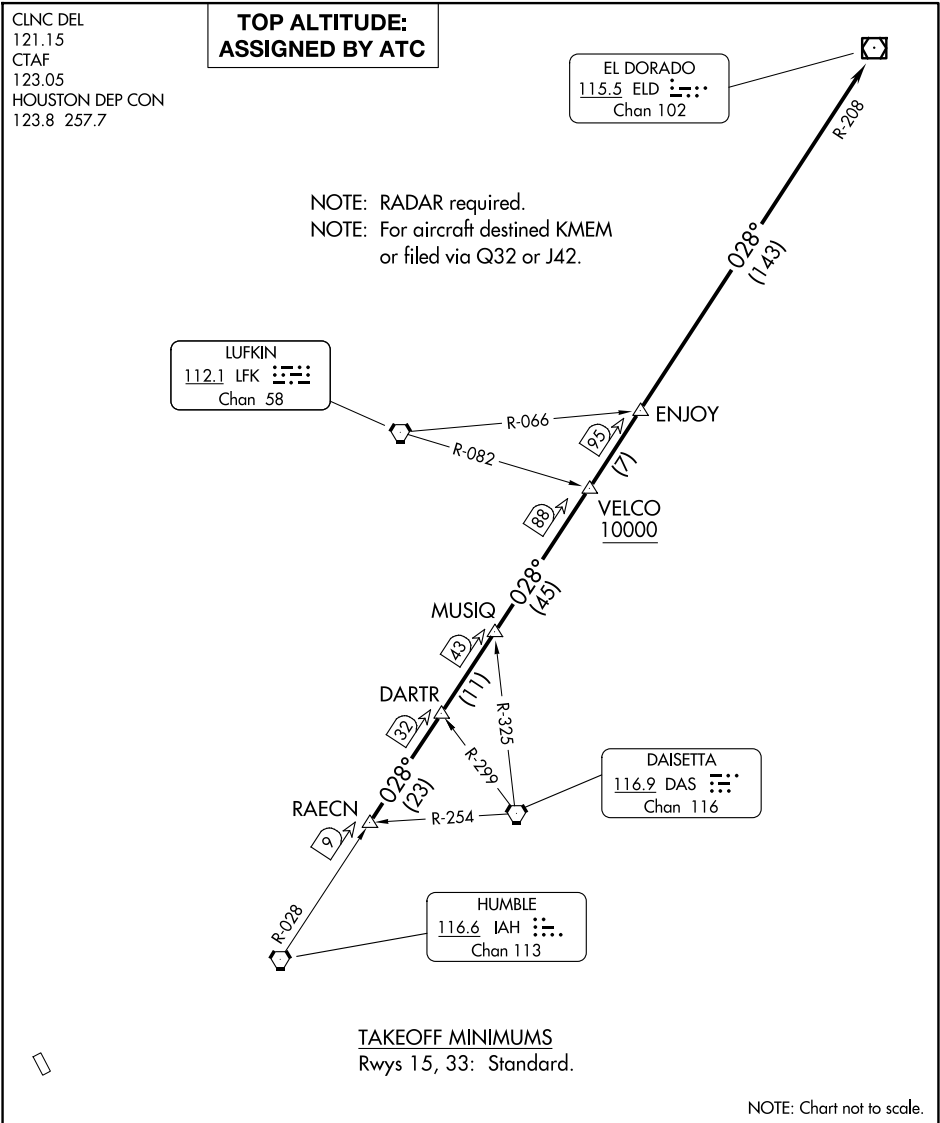 CLNC DEL
121.15
CTAF
123.05
HOUSTON DEP CON
123.8 257.7
TOP ALTITUDE:
ASSIGNED BY ATC
EL DORADO
115.5 ELD
Chan 102
R-208
NOTE: RADAR required.
NOTE: For aircraft destined KMEM
or filed via Q32 or J42.
028°
(143)
LUFKIN
112.1 LFK
Chan 58
R-066
ENJOY
95
R-082
(7)
VELCO
10000
88
028°
(45)
MUSIQ
43
DARTR
(11)
32
R-325
R-299
028°
(23)
DAISETTA
116.9 DAS
Chan 116
RAECN
R-254
9
R-028
HUMBLE
116.6 IAH
Chan 113
TAKEOFF MINIMUMS
Rwys 15, 33: Standard.
NOTE: Chart not to scale.